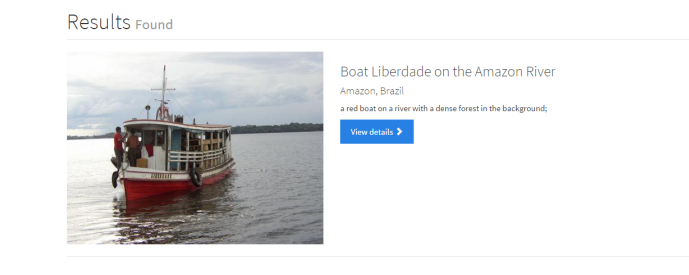 Results Found
Boat Liberdade on the Amazon River
Amazon, Brazil
a red boat on a river with a dense forest in the background;
View details